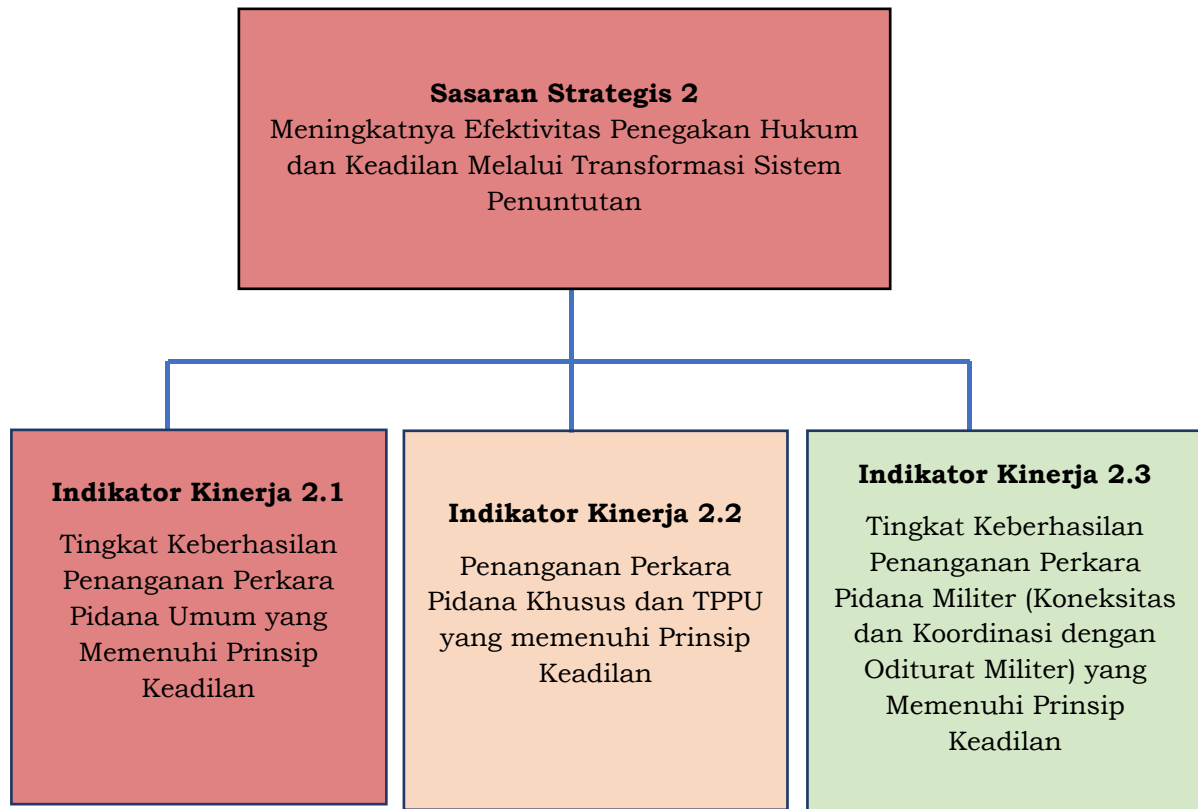 Sasaran Strategis 2
Meningkatnya Efektivitas Penegakan Hukum
dan Keadilan Melalui Transformasi Sistem
Penuntutan
Indikator Kinerja 2.1
Tingkat Keberhasilan
Penanganan Perkara
Pidana Umum yang
Memenuhi Prinsip
Keadilan
Indikator Kinerja 2.2
Penanganan Perkara
Pidana Khusus dan TPPU
yang memenuhi Prinsip
Keadilan
Indikator Kinerja 2.3
Tingkat Keberhasilan
Penanganan Perkara
Pidana Militer (Koneksitas
dan Koordinasi dengan
Oditurat Militer) yang
Memenuhi Prinsip
Keadilan